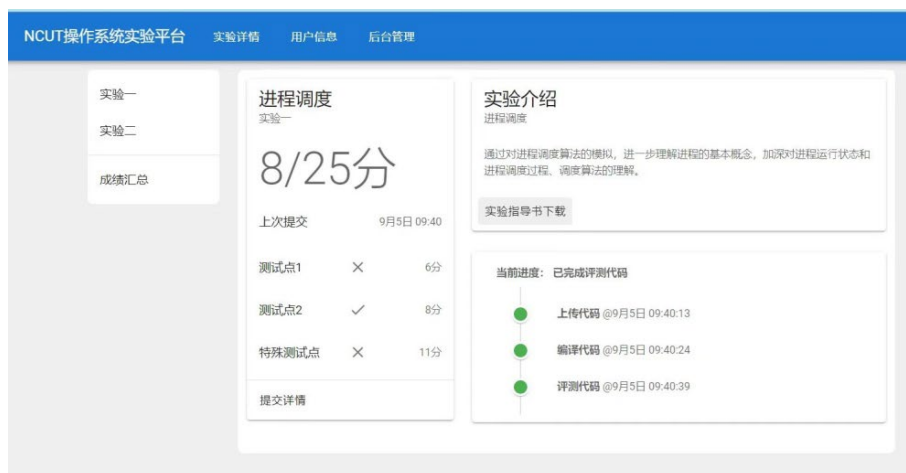 NCUT操作系统实验平台 实验详情 用户信息 后台管理
实验一
实验二
成绩汇总
进程调度
实验一
8/25分
上次提交 9月5日 09:40
测试点1 6分
测试点2 8分
特殊测试点 11分
提交详情
实验介绍
进程调度
通过对进程调度算法的模拟，进一步理解进程的基本概念，加深对进程运行状态和
进程调度过程、调度算法的理解。
实验指导书下载
当前进度： 已完成评测代码
上传代码 @9月5日 09:40:13
编译代码 @9月5日 09:40:24
评测代码 @9月5日 09:40:39